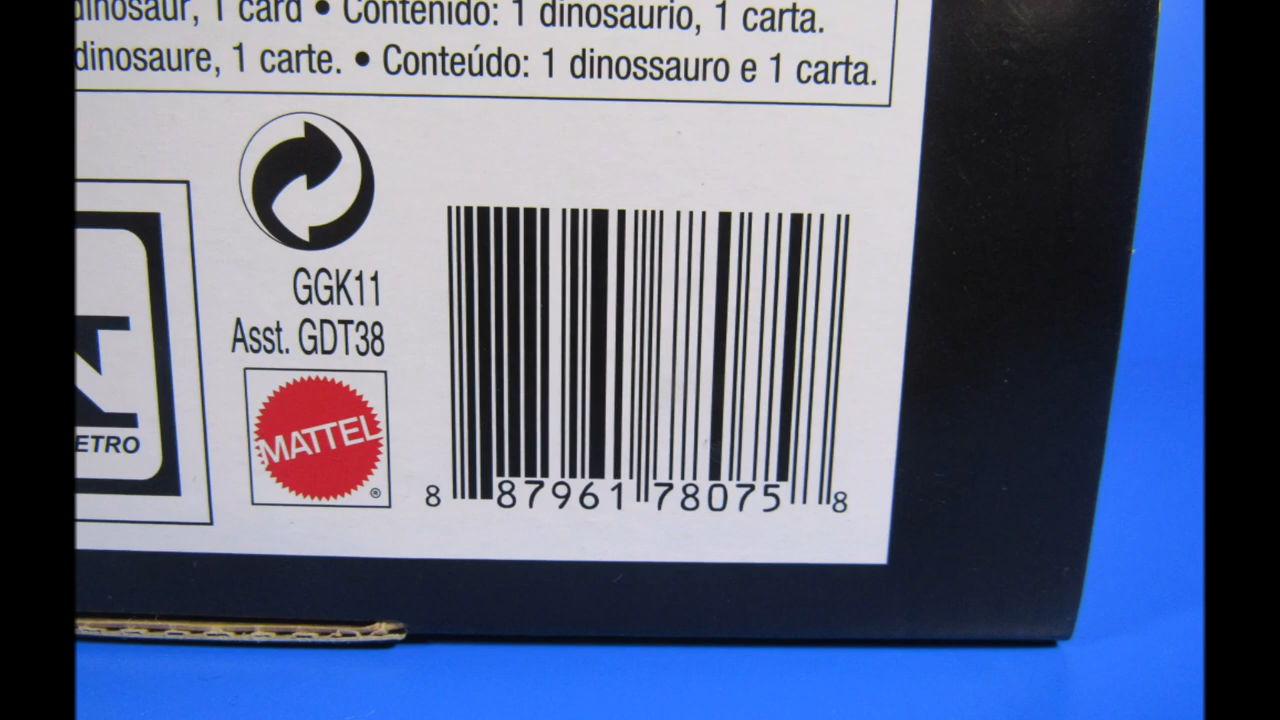 dinosaur, 1 card • Contenido: 1 dinosaurio, 1 carta.
dinosaure, 1 carte. • Conteúdo: 1 dinossauro e 1 carta.
GGK11
Asst. GDT38
MATTEL
®
ETRO
8 87961 78075 8